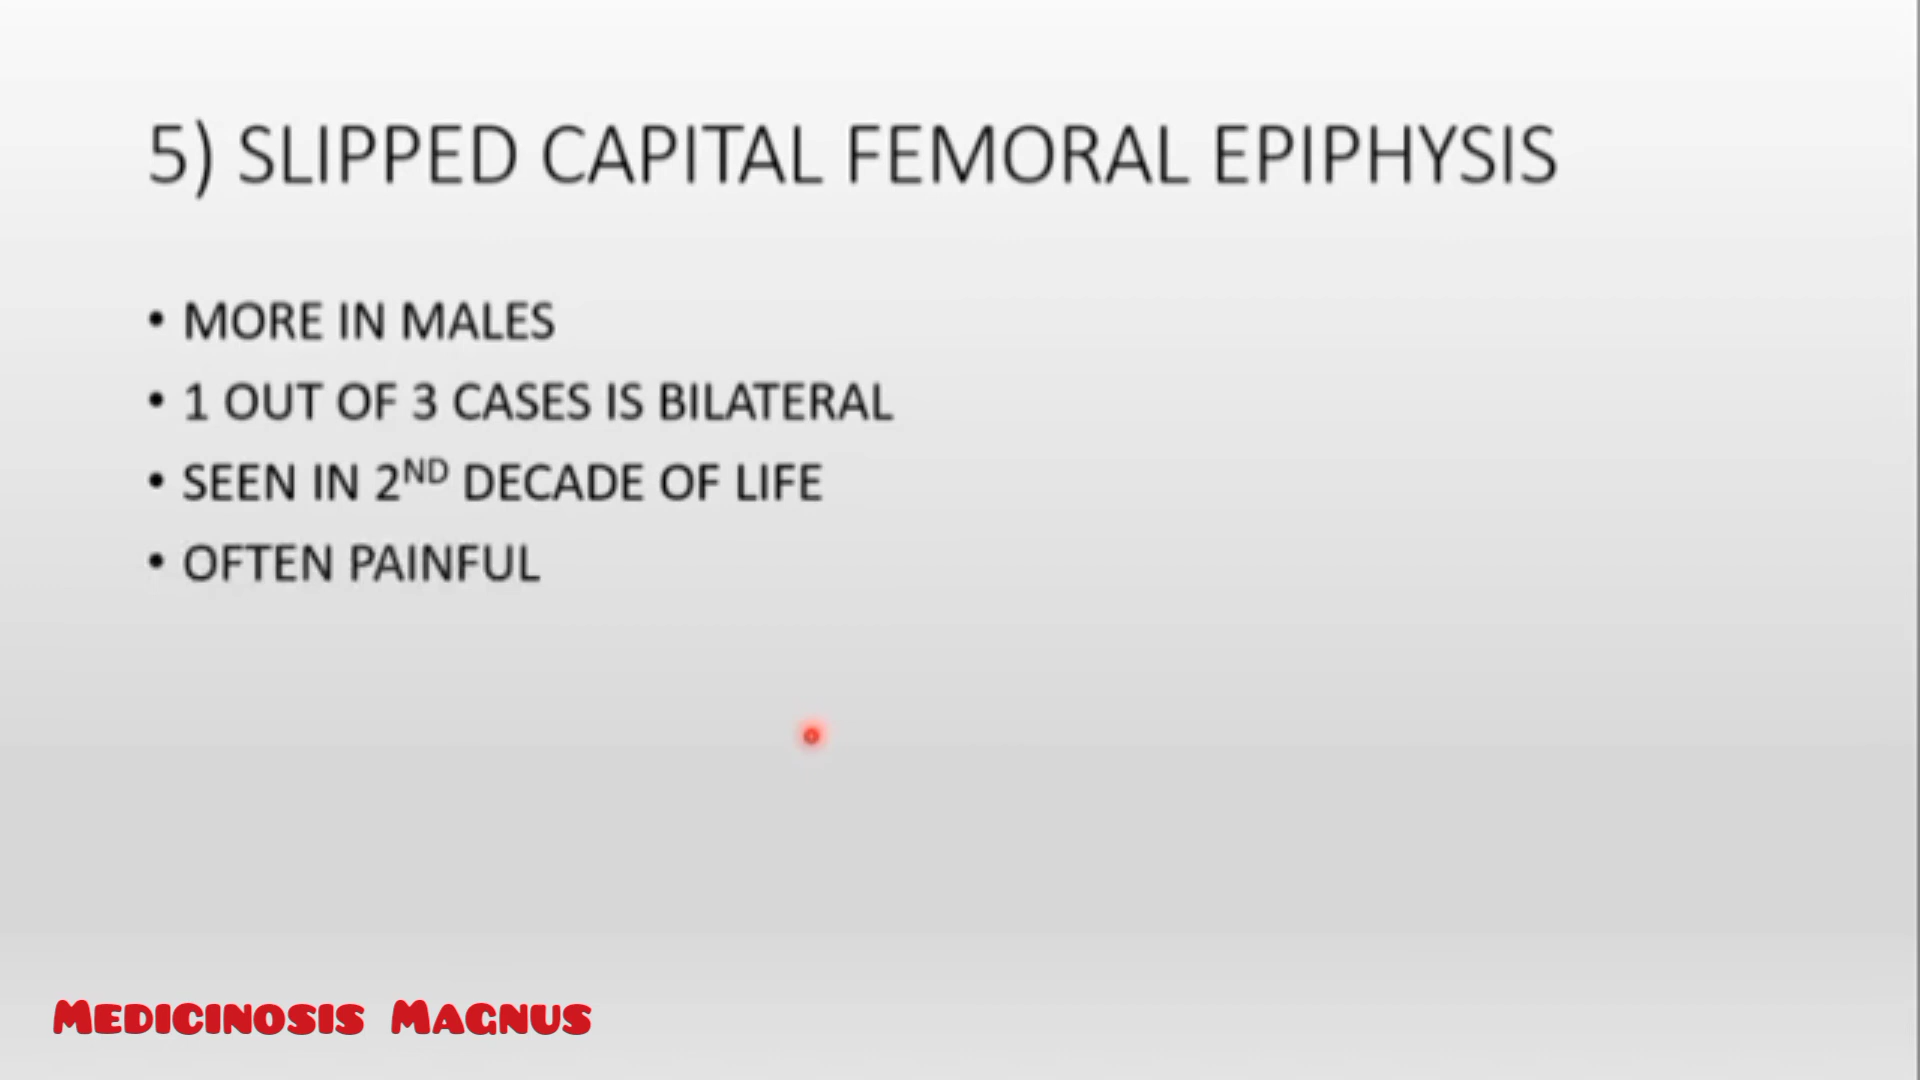 5) SLIPPED CAPITAL FEMORAL EPIPHYSIS
• MORE IN MALES
• 1 OUT OF 3 CASES IS BILATERAL
• SEEN IN 2ND DECADE OF LIFE
• OFTEN PAINFUL
MEDICINOSIS MAGNUS